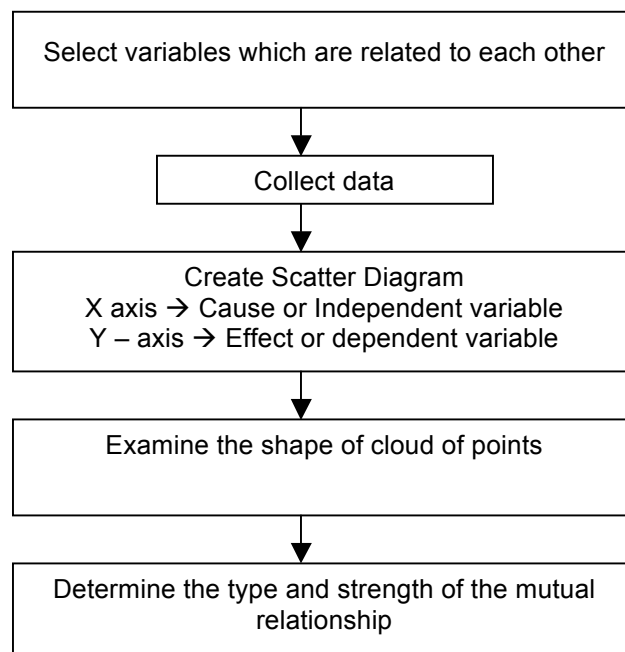 Select variables which are related to each other
Collect data
Create Scatter Diagram
X axis → Cause or Independent variable
Y – axis → Effect or dependent variable
Examine the shape of cloud of points
Determine the type and strength of the mutual
relationship